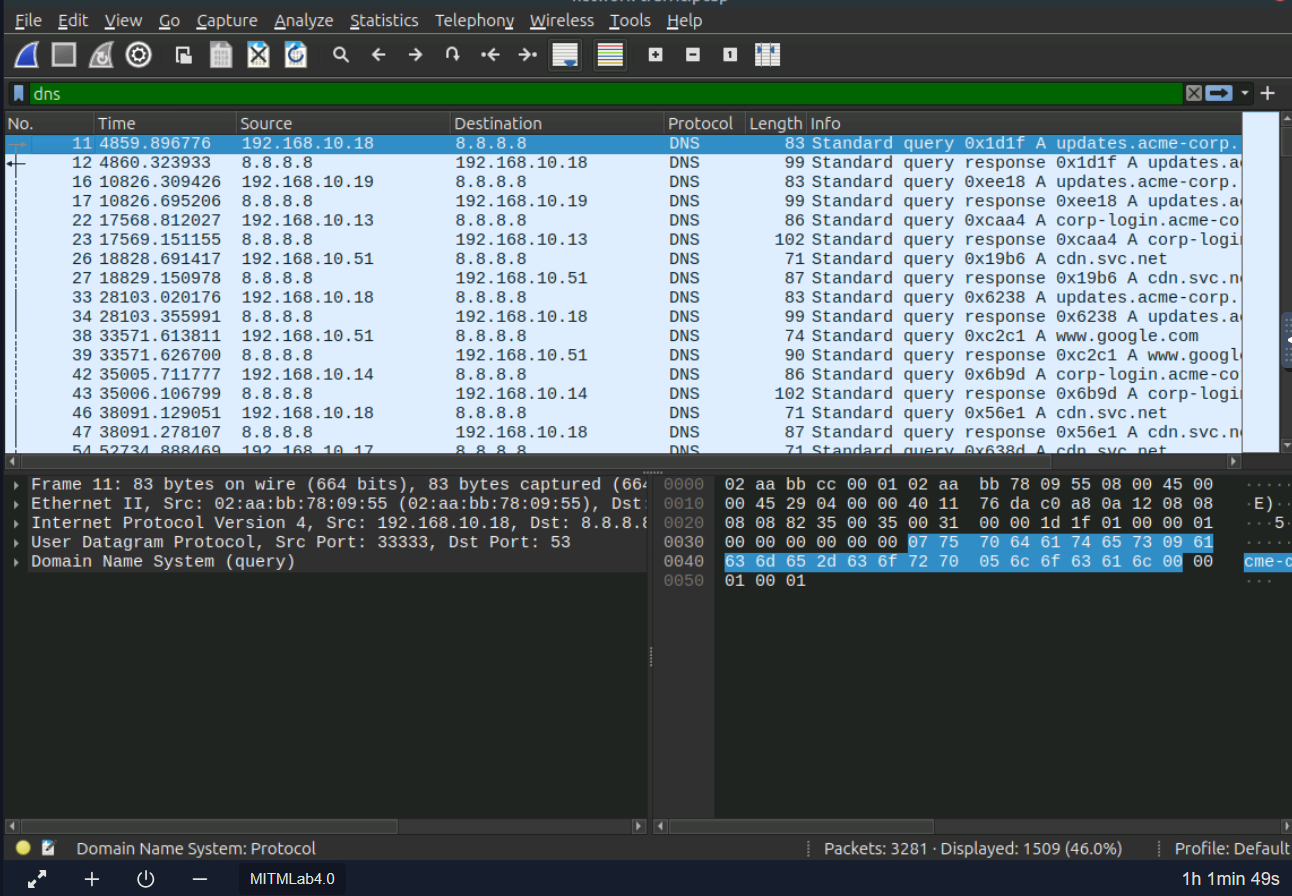 File Edit View Go Capture Analyze Statistics Telephony Wireless Tools Help
dns
No. Time Source Destination Protocol Length Info
11 4859.896776 192.168.10.18 8.8.8.8 DNS 83 Standard query 0x1d1f A updates.acme-corp.
12 4860.323933 8.8.8.8 192.168.10.18 DNS 99 Standard query response 0x1d1f A updates.a
16 10826.309426 192.168.10.19 8.8.8.8 DNS 83 Standard query 0xee18 A updates.acme-corp.
17 10826.695206 8.8.8.8 192.168.10.19 DNS 99 Standard query response 0xee18 A updates.a
22 17568.812027 192.168.10.13 8.8.8.8 DNS 86 Standard query 0xcaa4 A corp-login.acme-co
23 17569.151155 8.8.8.8 192.168.10.13 DNS 102 Standard query response 0xcaa4 A corp-logi
26 18828.691417 192.168.10.51 8.8.8.8 DNS 71 Standard query 0x19b6 A cdn.svc.net
27 18829.150978 8.8.8.8 192.168.10.51 DNS 87 Standard query response 0x19b6 A cdn.svc.n
33 28103.020176 192.168.10.18 8.8.8.8 DNS 83 Standard query 0x6238 A updates.acme-corp.
34 28103.355991 8.8.8.8 192.168.10.18 DNS 99 Standard query response 0x6238 A updates.a
38 33571.613811 192.168.10.51 8.8.8.8 DNS 74 Standard query 0xc2c1 A www.google.com
39 33571.626700 8.8.8.8 192.168.10.51 DNS 90 Standard query response 0xc2c1 A www.googl
42 35005.711777 192.168.10.14 8.8.8.8 DNS 86 Standard query 0x6b9d A corp-login.acme-co
43 35006.106799 8.8.8.8 192.168.10.14 DNS 102 Standard query response 0x6b9d A corp-logi
46 38091.129051 192.168.10.18 8.8.8.8 DNS 71 Standard query 0x56e1 A cdn.svc.net
47 38091.278107 8.8.8.8 192.168.10.18 DNS 87 Standard query response 0x56e1 A cdn.svc.n
54 52734.888469 192.168.10.17 8.8.8.8 DNS 71 Standard query 0x638d A cdn.svc.net
Frame 11: 83 bytes on wire (664 bits), 83 bytes captured (664
Ethernet II, Src: 02:aa:bb:78:09:55 (02:aa:bb:78:09:55), Dst:
Internet Protocol Version 4, Src: 192.168.10.18, Dst: 8.8.8.8
User Datagram Protocol, Src Port: 33333, Dst Port: 53
Domain Name System (query)
0000 02 aa bb cc 00 01 02 aa bb 78 09 55 08 00 45 00 ·····
0010 00 45 29 04 00 00 40 11 76 da c0 a8 0a 12 08 08 ·E)··
0020 08 08 82 35 00 35 00 31 00 00 1d 1f 01 00 00 01 ···5·
0030 00 00 00 00 00 00 07 75 70 64 61 74 65 73 09 61 ·····
0040 63 6d 65 2d 63 6f 72 70 05 6c 6f 63 61 6c 00 00 cme-c
0050 01 00 01 ···
Domain Name System: Protocol
Packets: 3281 · Displayed: 1509 (46.0%)
Profile: Default
MITMLab4.0
1h 1min 49s